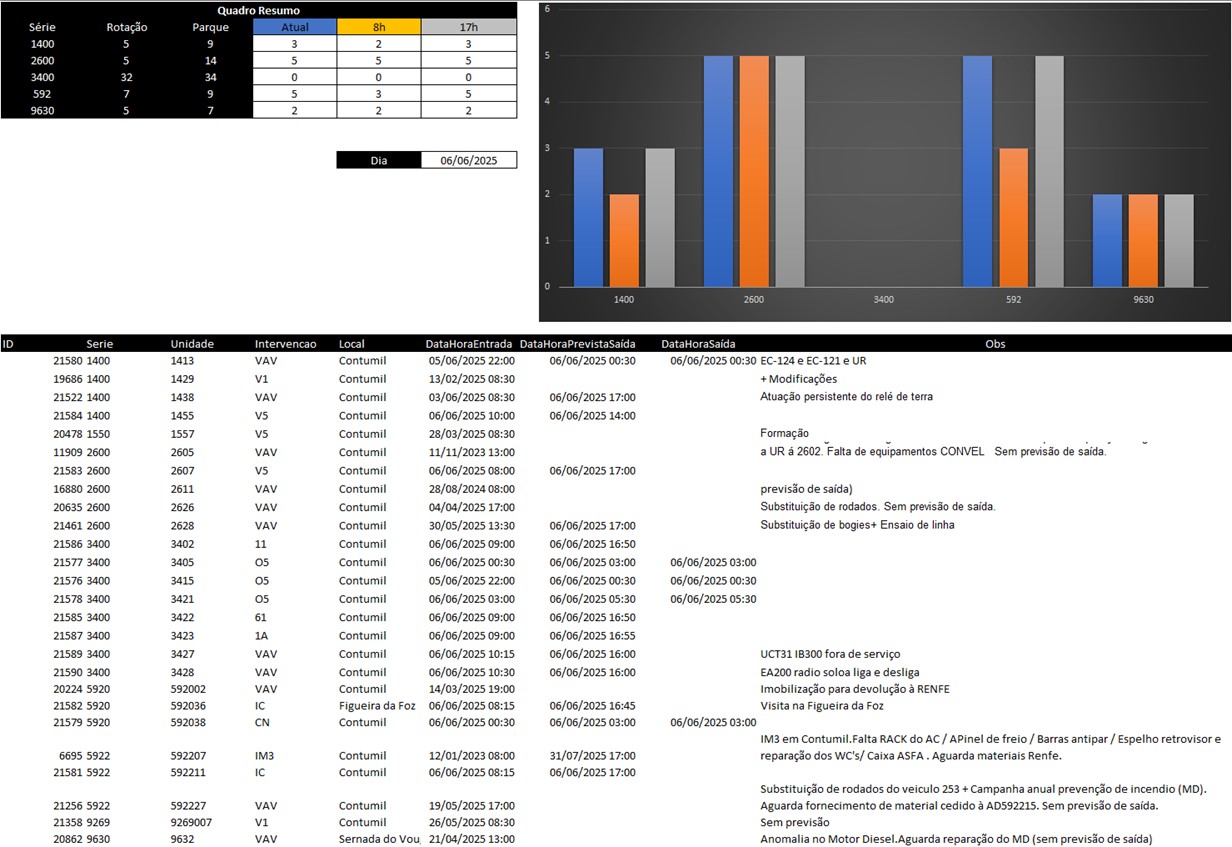 Quadro Resumo
Série Rotação Parque Atual 8h 17h
1400 5 9 3 2 3
2600 5 14 5 5 5
3400 32 34 0 0 0
592 7 9 5 3 5
9630 5 7 2 2 2
Dia 06/06/2025
6
5
4
3
2
1
0
1400 2600 3400 592 9630
ID Serie Unidade Intervencao Local DataHoraEntrada DataHoraPrevistaSaída DataHoraSaída Obs
21580 1400 1413 VAV Contumil 05/06/2025 22:00 06/06/2025 00:30 06/06/2025 00:30 EC-124 e EC-121 e UR
19686 1400 1429 V1 Contumil 13/02/2025 08:30 + Modificações
21522 1400 1438 VAV Contumil 03/06/2025 08:30 06/06/2025 17:00 Atuação persistente do relé de terra
21584 1400 1455 V5 Contumil 06/06/2025 10:00 06/06/2025 14:00
20478 1550 1557 V5 Contumil 28/03/2025 08:30 Formação
11909 2600 2605 VAV Contumil 11/11/2023 13:00 a UR á 2602. Falta de equipamentos CONVEL Sem previsão de saída.
21583 2600 2607 V5 Contumil 06/06/2025 08:00 06/06/2025 17:00
16880 2600 2611 VAV Contumil 28/08/2024 08:00 previsão de saída)
20635 2600 2626 VAV Contumil 04/04/2025 17:00 Substituição de rodados. Sem previsão de saída.
21461 2600 2628 VAV Contumil 30/05/2025 13:30 06/06/2025 17:00 Substituição de bogies+ Ensaio de linha
21586 3400 3402 11 Contumil 06/06/2025 09:00 06/06/2025 16:50
21577 3400 3405 O5 Contumil 06/06/2025 00:30 06/06/2025 03:00 06/06/2025 03:00
21576 3400 3415 O5 Contumil 05/06/2025 22:00 06/06/2025 00:30 06/06/2025 00:30
21578 3400 3421 O5 Contumil 06/06/2025 03:00 06/06/2025 05:30 06/06/2025 05:30
21585 3400 3422 61 Contumil 06/06/2025 09:00 06/06/2025 16:50
21587 3400 3423 1A Contumil 06/06/2025 09:00 06/06/2025 16:55
21589 3400 3427 VAV Contumil 06/06/2025 10:15 06/06/2025 16:00 UCT31 IB300 fora de serviço
21590 3400 3428 VAV Contumil 06/06/2025 10:30 06/06/2025 16:00 EA200 radio soloa liga e desliga
20224 5920 592002 VAV Contumil 14/03/2025 19:00 Imobilização para devolução à RENFE
21582 5920 592036 IC Figueira da Foz 06/06/2025 08:15 06/06/2025 16:45 Visita na Figueira da Foz
21579 5920 592038 CN Contumil 06/06/2025 00:30 06/06/2025 03:00 06/06/2025 03:00
IM3 em Contumil.Falta RACK do AC / APinel de freio / Barras antipar / Espelho retrovisor e
6695 5922 592207 IM3 Contumil 12/01/2023 08:00 31/07/2025 17:00 reparação dos WC's/ Caixa ASFA . Aguarda materiais Renfe.
21581 5922 592211 IC Contumil 06/06/2025 08:15 06/06/2025 17:00
Substituição de rodados do veiculo 253 + Campanha anual prevenção de incendio (MD).
21256 5922 592227 VAV Contumil 19/05/2025 17:00 Aguarda fornecimento de material cedido à AD592215. Sem previsão de saída.
21358 9269 9269007 V1 Contumil 26/05/2025 08:30 Sem previsão
20862 9630 9632 VAV Sernada do Vou 21/04/2025 13:00 Anomalia no Motor Diesel.Aguarda reparação do MD (sem previsão de saída)